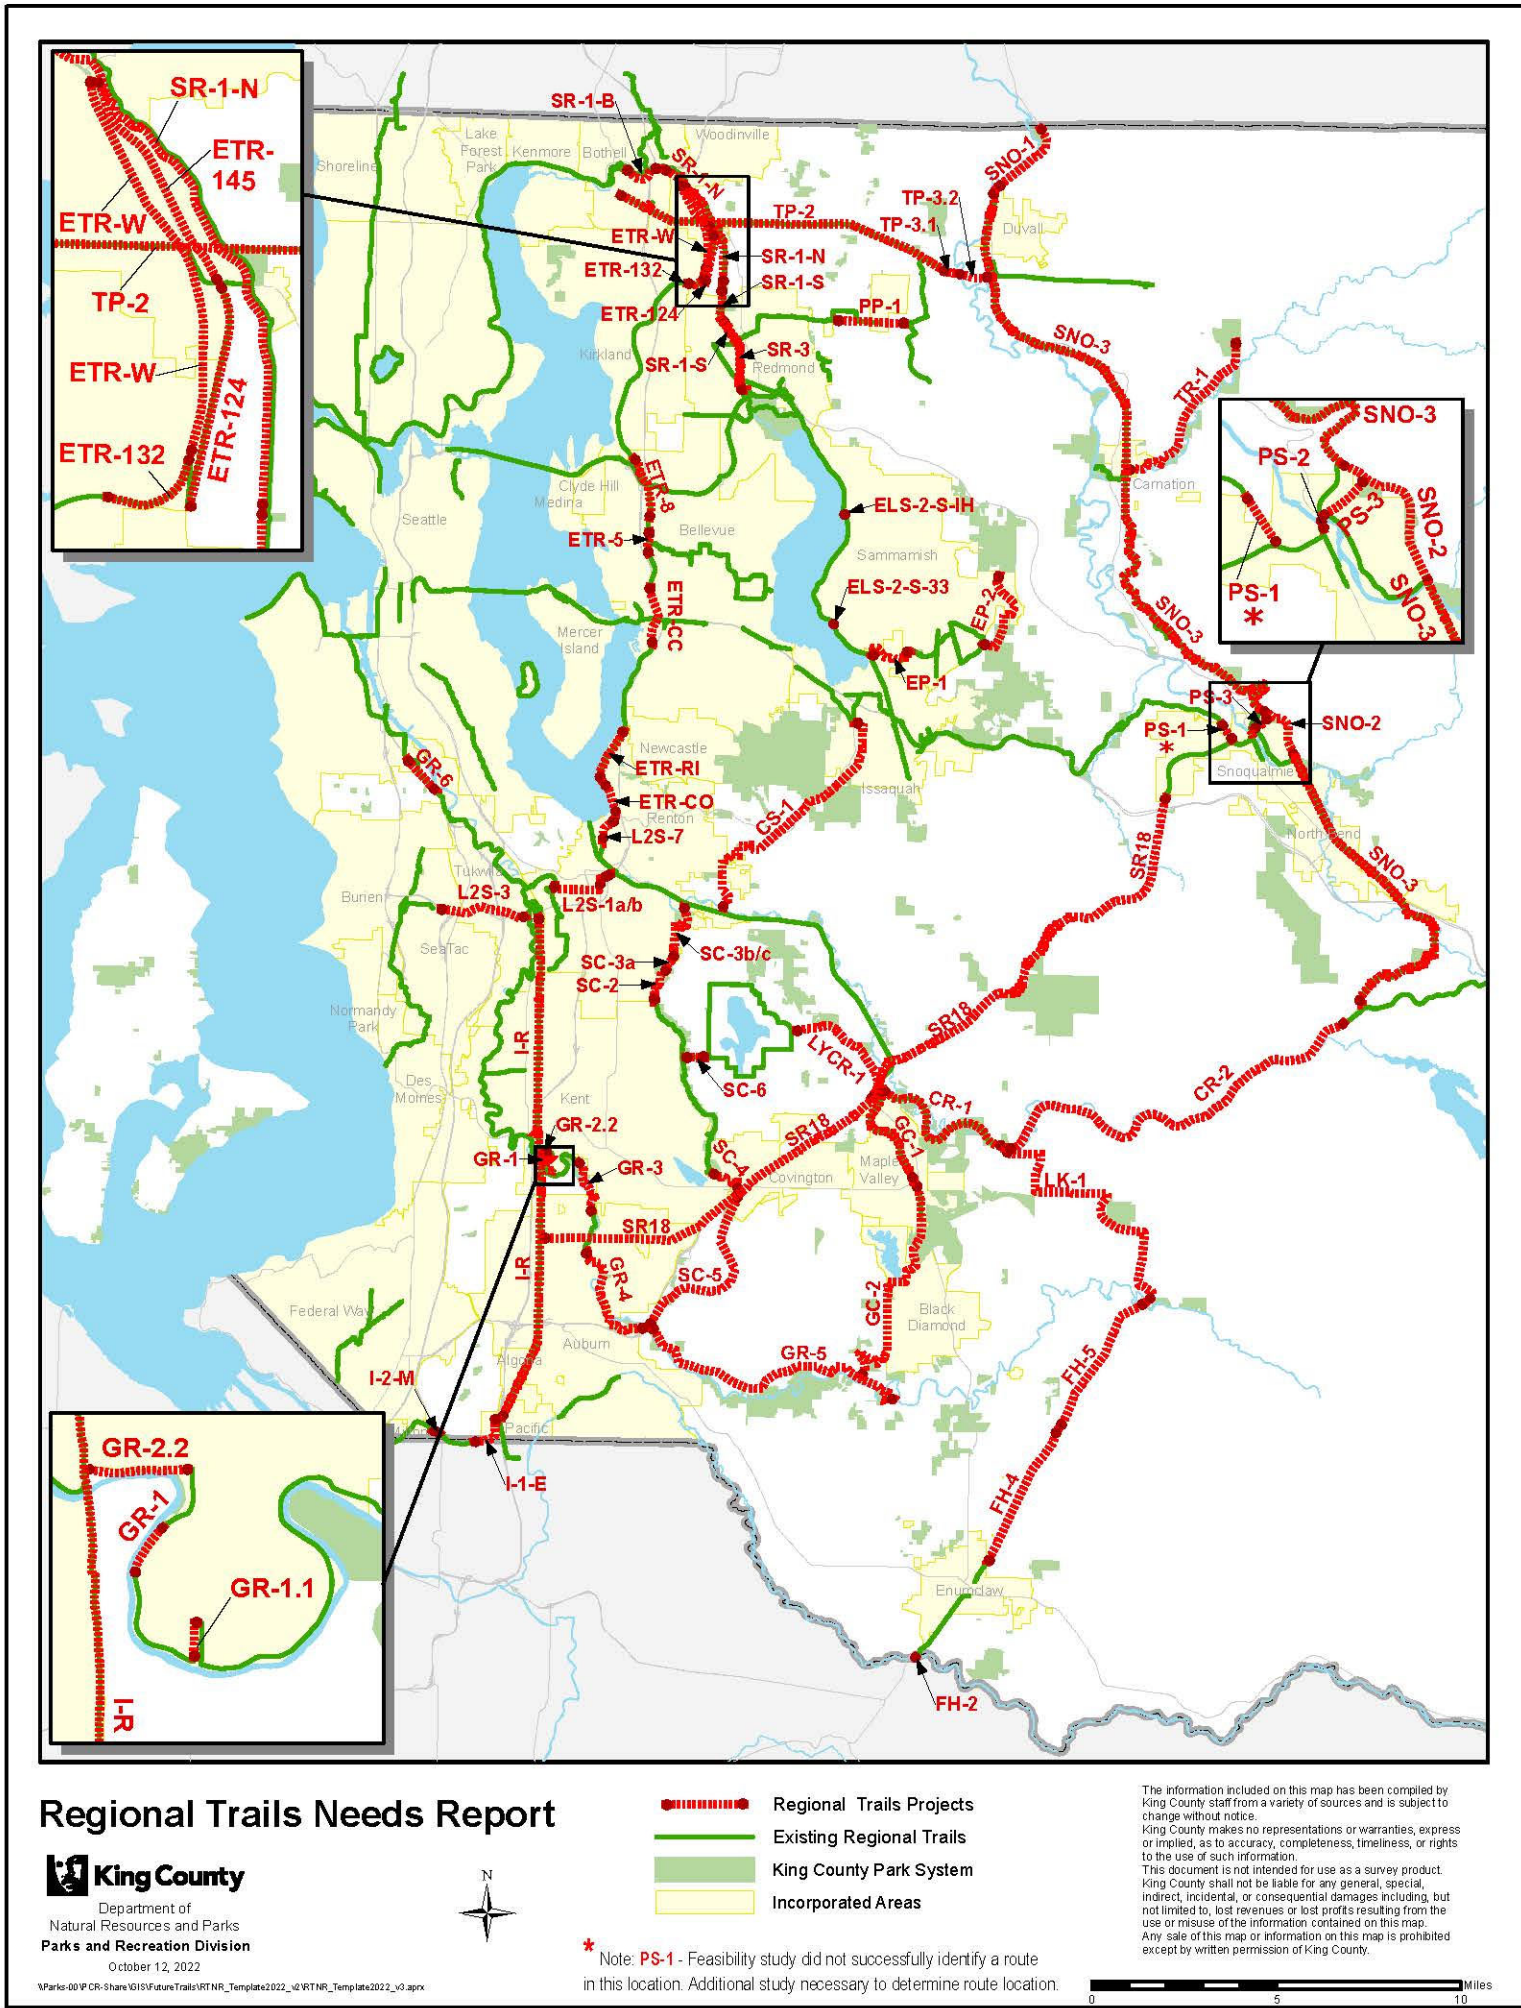 SR-1-N
ETR-
145
ETR-W
TP-2
ETR-W
ETR-132
ETR-124
SR-1-B
Lake
Forest
Park
Kenmore
Bothell
Woodinville
Shoreline
SR-1-N
SNO-1
TP-2
TP-3.2
TP-3.1
Duvall
ETR-W
SR-1-N
ETR-132
SR-1-S
ETR-124
PP-1
SNO-3
Kirkland
SR-1-S
SR-3
Redmond
TR-1
SNO-3
PS-2
PS-3
SNO-2
PS-1
*
SNO-3
Carnation
Clyde Hill
Medina
ETR-8
Seattle
ETR-5
Bellevue
ELS-2-S-IH
Sammamish
ETR-CC
ELS-2-S-33
EP-2
SNO-3
Mercer
Island
EP-1
PS-3
PS-1
*
SNO-2
Snoqualmie
GR-6
Newcastle
ETR-RI
ETR-CO
Renton
L2S-7
CS-1
Issaquah
SR18
North Bend
SNO-3
Tukwila
Burien
L2S-3
L2S-1a/b
SeaTac
SC-3b/c
SC-3a
SC-2
Normandy
Park
I-R
SR18
LYCR-1
SC-6
Des
Moines
Kent
CR-1
CR-2
SR18
GC-1
GR-2.2
GR-1
GR-3
SC-4
Covington
Maple
Valley
LK-1
SR18
I-R
GR-4
SC-5
GC-2
Federal Way
Black
Diamond
Auburn
Algona
GR-5
FH-5
I-2-M
Milton
Pacific
I-1-E
FH-4
GR-2.2
GR-1
GR-1.1
I-R
Enumclaw
FH-2
Regional Trails Needs Report
King County
Department of
Natural Resources and Parks
Parks and Recreation Division
October 12, 2022
\\Parks-00\PCR-Share\GIS\FutureTrails\RTNR_Template2022_v2\RTNR_Template2022_v3.aprx
N
Regional Trails Projects
Existing Regional Trails
King County Park System
Incorporated Areas
* Note: PS-1 - Feasibility study did not successfully identify a route
in this location. Additional study necessary to determine route location.
The information included on this map has been compiled by
King County staff from a variety of sources and is subject to
change without notice.
King County makes no representations or warranties, express
or implied, as to accuracy, completeness, timeliness, or rights
to the use of such information.
This document is not intended for use as a survey product.
King County shall not be liable for any general, special,
indirect, incidental, or consequential damages including, but
not limited to, lost revenues or lost profits resulting from the
use or misuse of the information contained on this map.
Any sale of this map or information on this map is prohibited
except by written permission of King County.
Miles
0 5 10